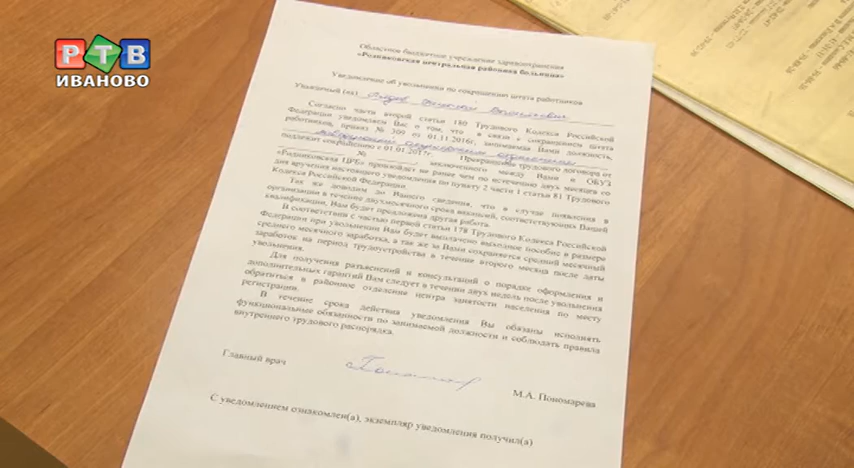 РТВ
ИВАНОВО
Областное бюджетное учреждение здравоохранения
«Родниковская центральная районная больница»
Уведомление об увольнении по сокращению штата работников
Уважаемый (ая)
Согласно части второй статьи 180 Трудового Кодекса Российской
Федерации уведомляем Вас о том, что в связи с сокращением штата
работников, приказ № 309 от 01.11.2016г, занимаемая Вами должность,
подлежит сокращению с 01.01.2017г. Прекращение трудового договора от
№ , заключенного между Вами и ОБУЗ
«Родниковская ЦРБ» произойдет не ранее чем по истечению двух месяцев со
дня вручения настоящего уведомления по пункту 2 части 1 статьи 81 Трудового
Кодекса Российской Федерации.
Так же доводим до Вашего сведения, что в случае появления в
организации в течение двухмесячного срока вакансий, соответствующих Вашей
квалификации, Вам будет предложена другая работа.
В соответствии с частью первой статьи 178 Трудового Кодекса Российской
Федерации при увольнении Вам будет выплачено выходное пособие в размере
среднего месячного заработка, а так же за Вами сохраняется средний месячный
заработок на период трудоустройства в течение второго месяца после даты
увольнения.
Для получения разъяснений и консультаций о порядке оформления и
дополнительных гарантий Вам следует в течении двух недель после увольнения
обратиться в районное отделение центра занятости населения по месту
регистрации.
В течение срока действия уведомления Вы обязаны исполнять
функциональные обязанности по занимаемой должности и соблюдать правила
внутреннего трудового распорядка.
Главный врач
М.А. Пономарева
С уведомлением ознакомлен(а), экземпляр уведомления получил(а)